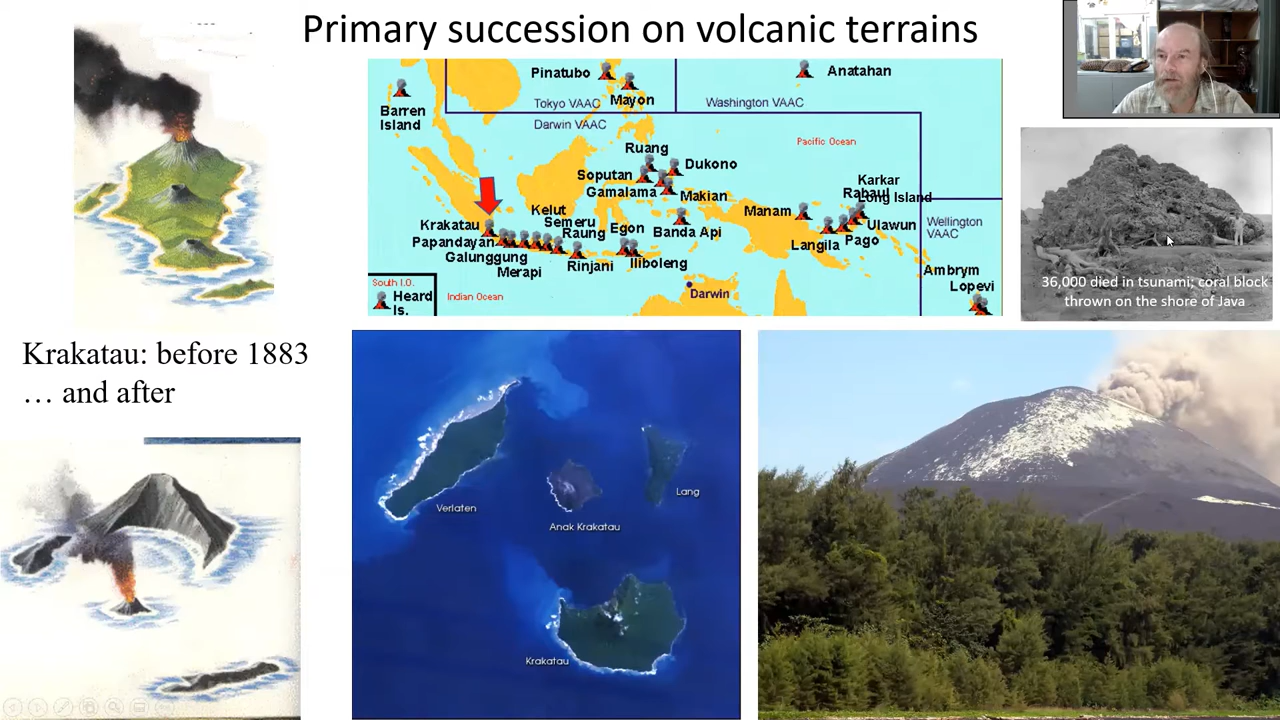 Primary succession on volcanic terrains
Pinatubo
Anatahan
Mayon
Barren
Island
Tokyo VAAC
Washington VAAC
Darwin VAAC
Pacific Ocean
Ruang
Dukono
Soputan
Gamalama
Makian
Karkar
Rabaul
Long Island
Kelut
Manam
Krakatau
Semeru
Egon
Banda Api
Ulawun
Wellington
VAAC
Papandayan
Raung
Langila
Pago
Galunggung
Rinjani
Iliboleng
Merapi
Ambrym
Lopevi
South I.O.
Heard
Is.
Indian Ocean
Darwin
36,000 died in tsunami; coral block
thrown on the shore of Java
Krakatau: before 1883
… and after
Verlaten
Lang
Anak Krakatau
Krakatau